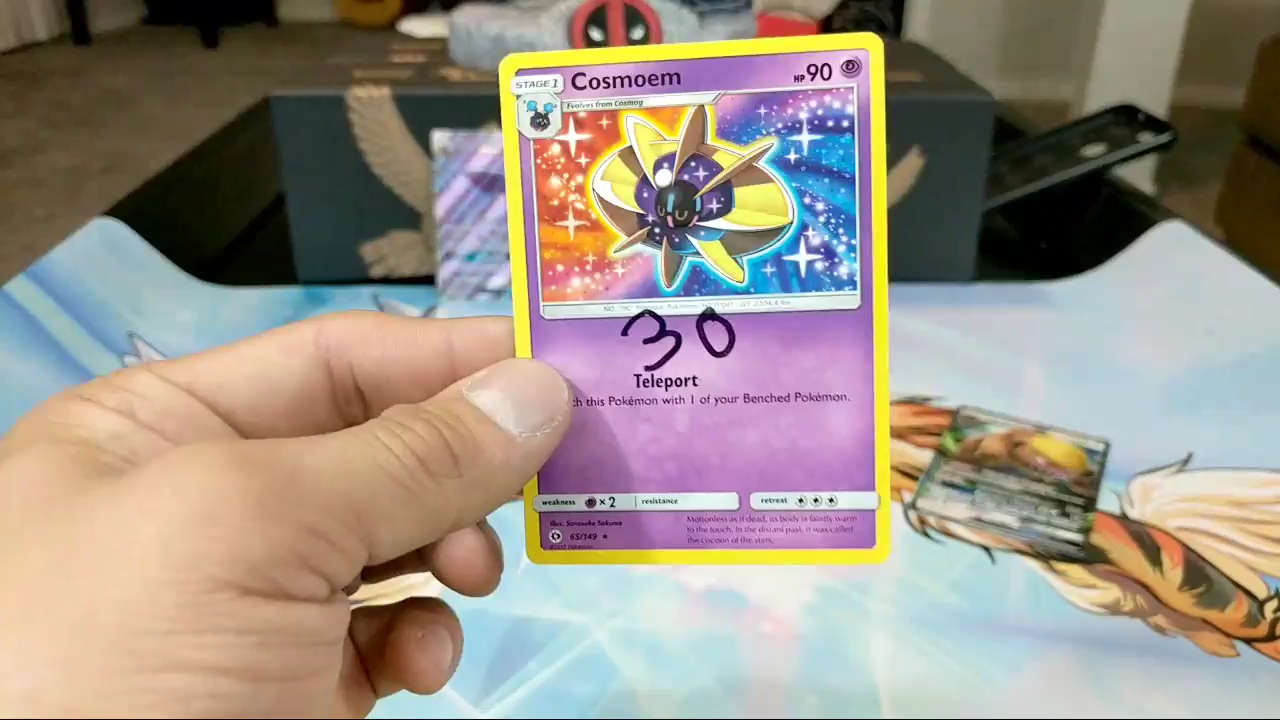 STAGE 1 Cosmoem HP 90
Evolves from Cosmog
30
Teleport
this Pokémon with 1 of your Benched Pokémon.
weakness ×2 resistance retreat
Illus. Sanosuke Sakuma
65/149
Motionless as if dead, its body is faintly warm
to the touch. In the distant past, it was called
the cocoon of the stars.